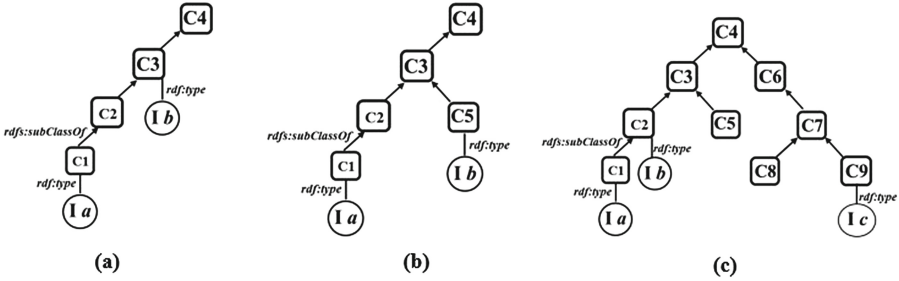 C4
C3
rdf:type
C2
I b
rdfs:subClassOf
C1
rdf:type
I a
(a)
C4
C3
C2
C5
rdfs:subClassOf
rdf:type
C1
I b
rdf:type
I a
(b)
C4
C3
C6
C2
C5
C7
rdfs:subClassOf
rdf:type
C1
I b
C8
C9
rdf:type
rdf:type
I a
I c
(c)